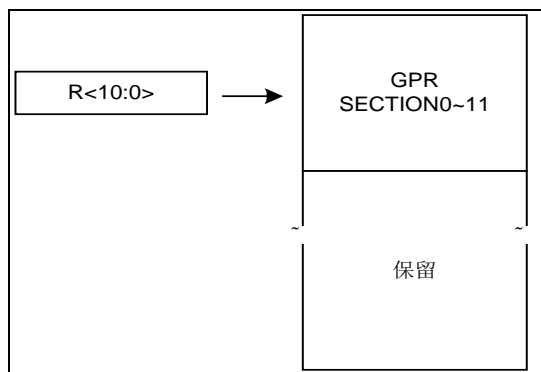 R<10:0>
GPR
SECTION0~11
~ ~
保留